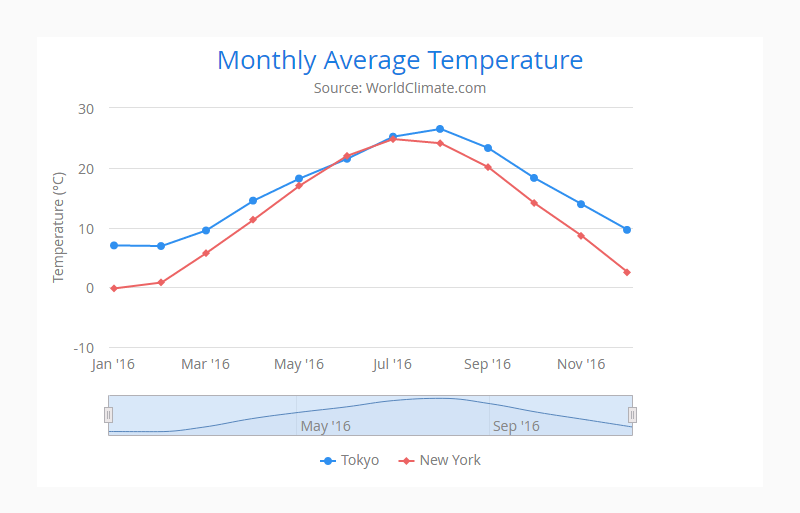 Monthly Average Temperature
Source: WorldClimate.com
Temperature (°C)
30
20
10
0
-10
Jan '16 Mar '16 May '16 Jul '16 Sep '16 Nov '16
May '16 Sep '16
Tokyo New York